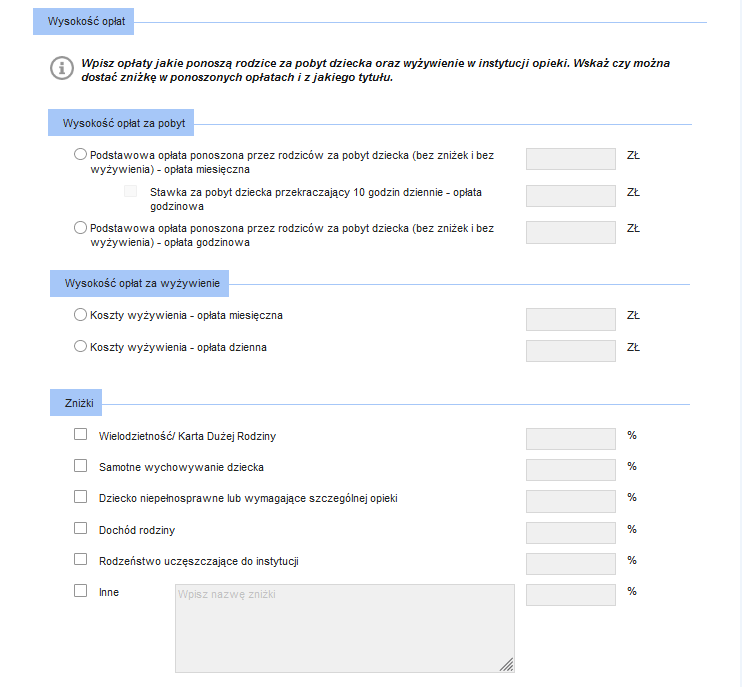 Wysokość opłat
Wpisz opłaty jakie ponoszą rodzice za pobyt dziecka oraz wyżywienie w instytucji opieki. Wskaż czy można
dostać zniżkę w ponoszonych opłatach i z jakiego tytułu.
Wysokość opłat za pobyt
Podstawowa opłata ponoszona przez rodziców za pobyt dziecka (bez zniżek i bez
wyżywienia) - opłata miesięczna
ZŁ
Stawka za pobyt dziecka przekraczający 10 godzin dziennie - opłata
godzinowa
ZŁ
Podstawowa opłata ponoszona przez rodziców za pobyt dziecka (bez zniżek i bez
wyżywienia) - opłata godzinowa
ZŁ
Wysokość opłat za wyżywienie
Koszty wyżywienia - opłata miesięczna
ZŁ
Koszty wyżywienia - opłata dzienna
ZŁ
Zniżki
Wielodzietność/ Karta Dużej Rodziny
%
Samotne wychowywanie dziecka
%
Dziecko niepełnosprawne lub wymagające szczególnej opieki
%
Dochód rodziny
%
Rodzeństwo uczęszczające do instytucji
%
Inne
Wpisz nazwę zniżki
%